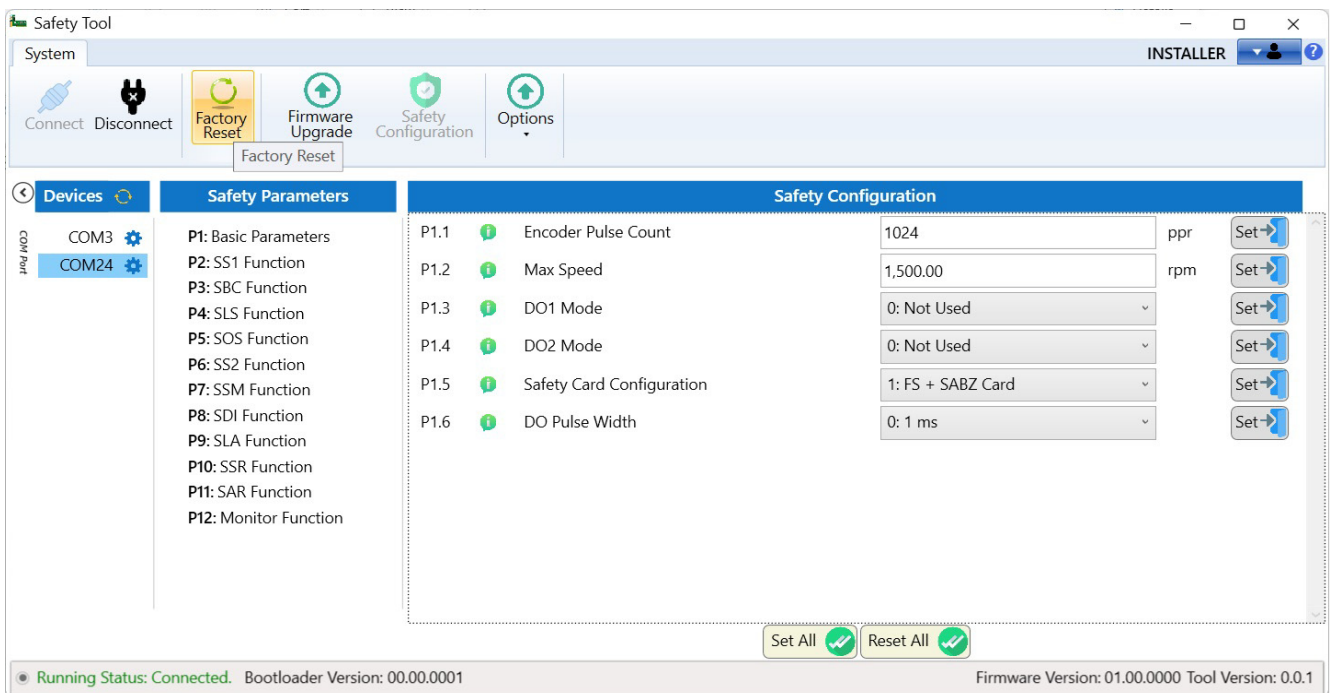 Safety Tool
System
INSTALLER
Connect
Disconnect
Factory
Reset
Firmware
Upgrade
Safety
Configuration
Options
Factory Reset
Devices
Safety Parameters
Safety Configuration
COM Port
COM3
COM24
P1: Basic Parameters
P2: SS1 Function
P3: SBC Function
P4: SLS Function
P5: SOS Function
P6: SS2 Function
P7: SSM Function
P8: SDI Function
P9: SLA Function
P10: SSR Function
P11: SAR Function
P12: Monitor Function
P1.1 Encoder Pulse Count 1024 ppr Set
P1.2 Max Speed 1,500.00 rpm Set
P1.3 DO1 Mode 0: Not Used Set
P1.4 DO2 Mode 0: Not Used Set
P1.5 Safety Card Configuration 1: FS + SABZ Card Set
P1.6 DO Pulse Width 0: 1 ms Set
Set All Reset All
Running Status: Connected. Bootloader Version: 00.00.0001 Firmware Version: 01.00.0000 Tool Version: 0.0.1